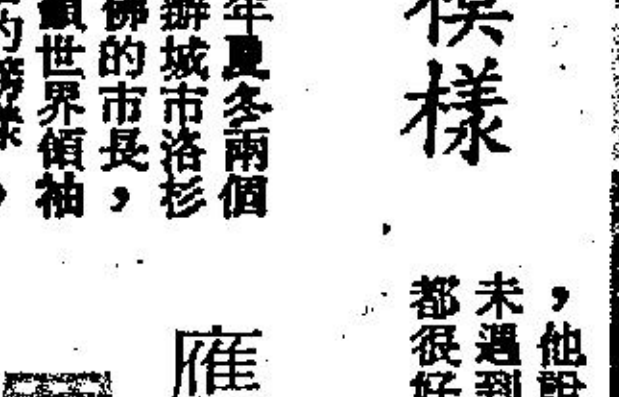 模樣
，他說
未遇到
都很好
年夏冬兩個
辦城市洛杉
佛的市長，
世界領袖